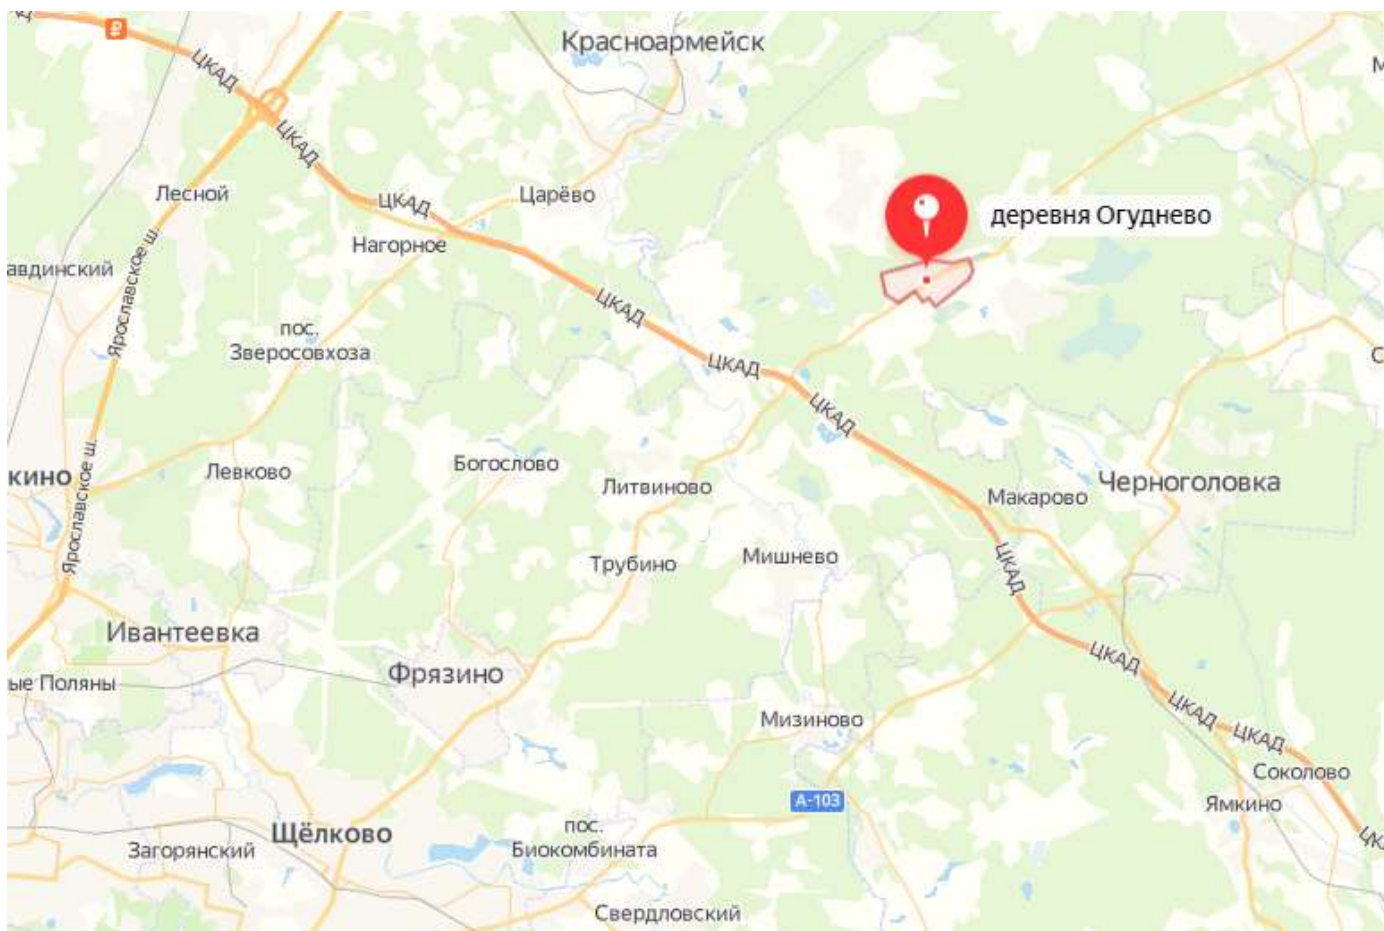 ЦКАД
Красноармейск
ЦКАД
Лесной
ЦКАД
Царёво
деревня Огуднево
Нагорное
авдинский
Ярославское ш.
ЦКАД
пос.
Зверосовхоза
ЦКАД
ЦКАД
кино
Левково
Богослово
Литвиново
Макарово
Черноголовка
Ярославское ш.
Трубино
Мишнево
ЦКАД
Ивантеевка
Фрязино
ЦКАД
ые Поляны
Мизиново
ЦКАД
ЦКАД
Соколово
А-103
Ямкино
Щёлково
пос.
Биокомбината
Загорянский
Свердловский